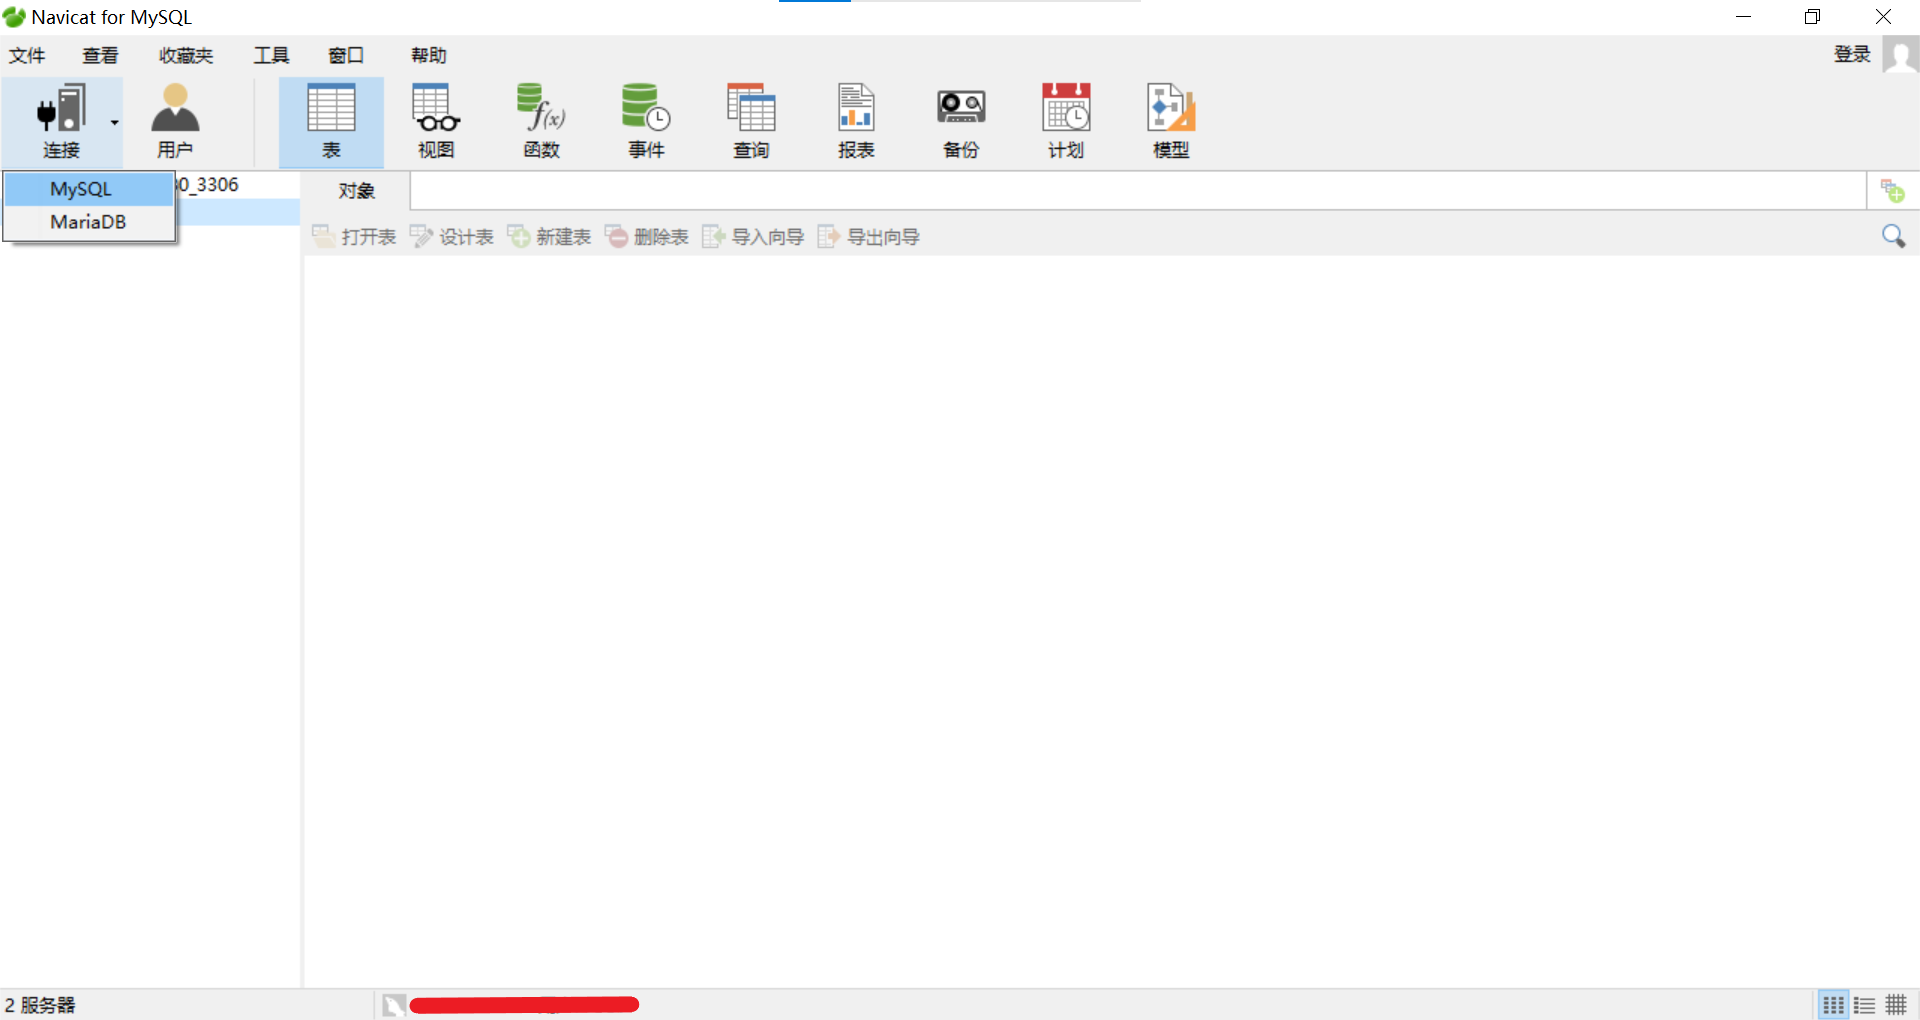 Navicat for MySQL
文件 查看 收藏夹 工具 窗口 帮助 登录
连接 用户 表 视图 f(x) 函数 事件 查询 报表 备份 计划 模型
MySQL 0_3306 对象
MariaDB
打开表 设计表 新建表 删除表 导入向导 导出向导
2 服务器